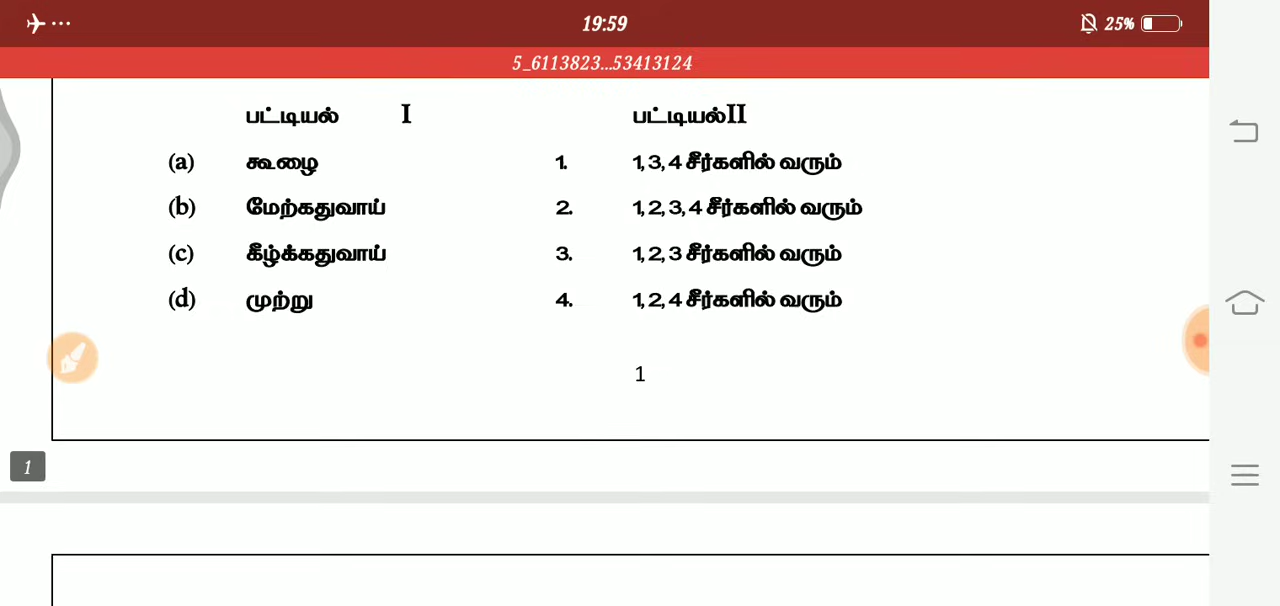 19:59 25%
5_6113823...53413124
பட்டியல் I பட்டியல்II
(a) கூழை 1. 1, 3, 4 சீர்களில் வரும்
(b) மேற்கதுவாய் 2. 1, 2, 3, 4 சீர்களில் வரும்
(c) கீழ்க்கதுவாய் 3. 1, 2, 3 சீர்களில் வரும்
(d) முற்று 4. 1, 2, 4 சீர்களில் வரும்
1
1